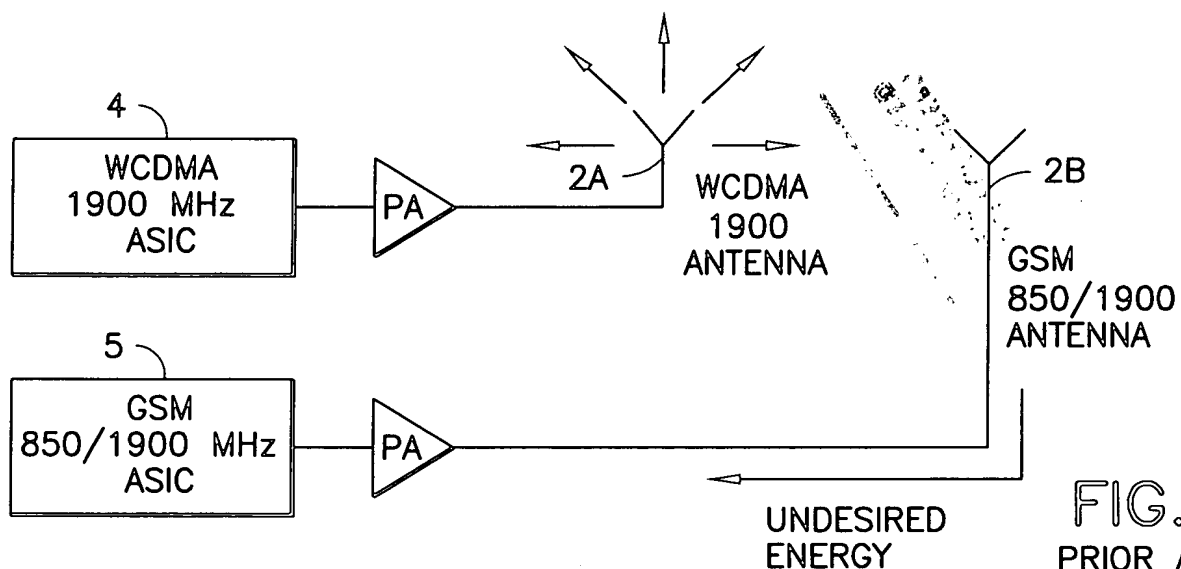 4
WCDMA
1900 MHz
ASIC
PA
2A
WCDMA
1900
ANTENNA
2B
GSM
850/1900
ANTENNA
5
GSM
850/1900 MHz
ASIC
PA
UNDESIRED
ENERGY
FIG.
PRIOR